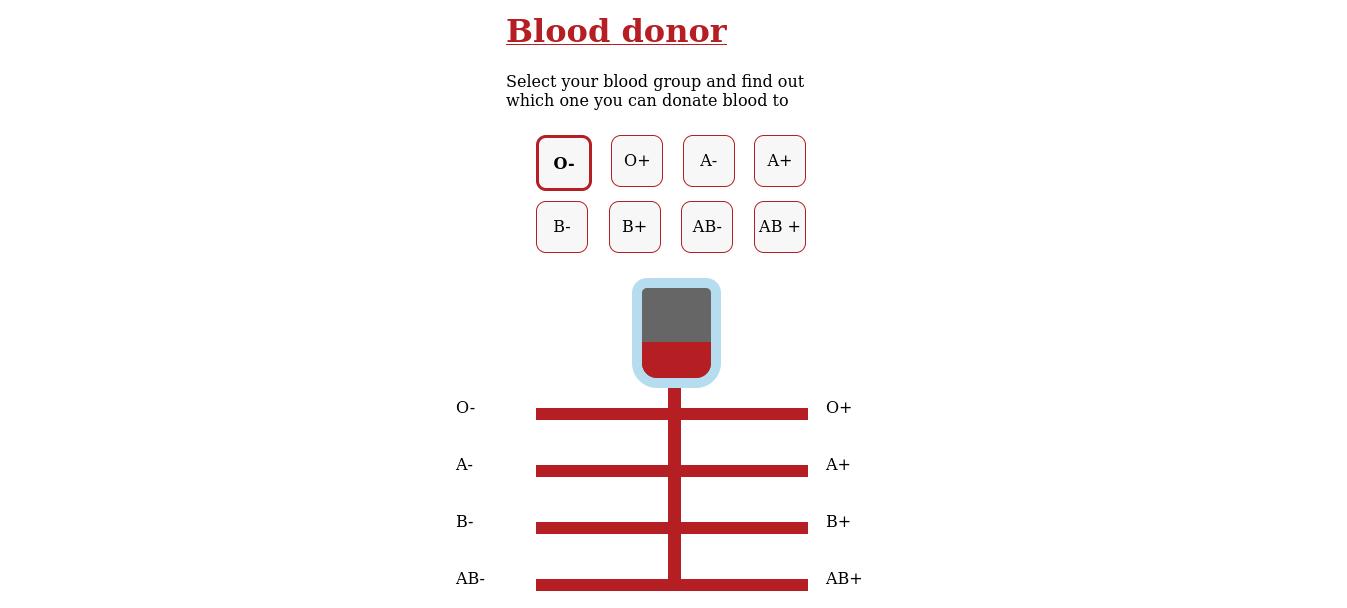 Blood donor
Select your blood group and find out
which one you can donate blood to
O- O+ A- A+
B- B+ AB- AB +
O- O+
A- A+
B- B+
AB- AB+